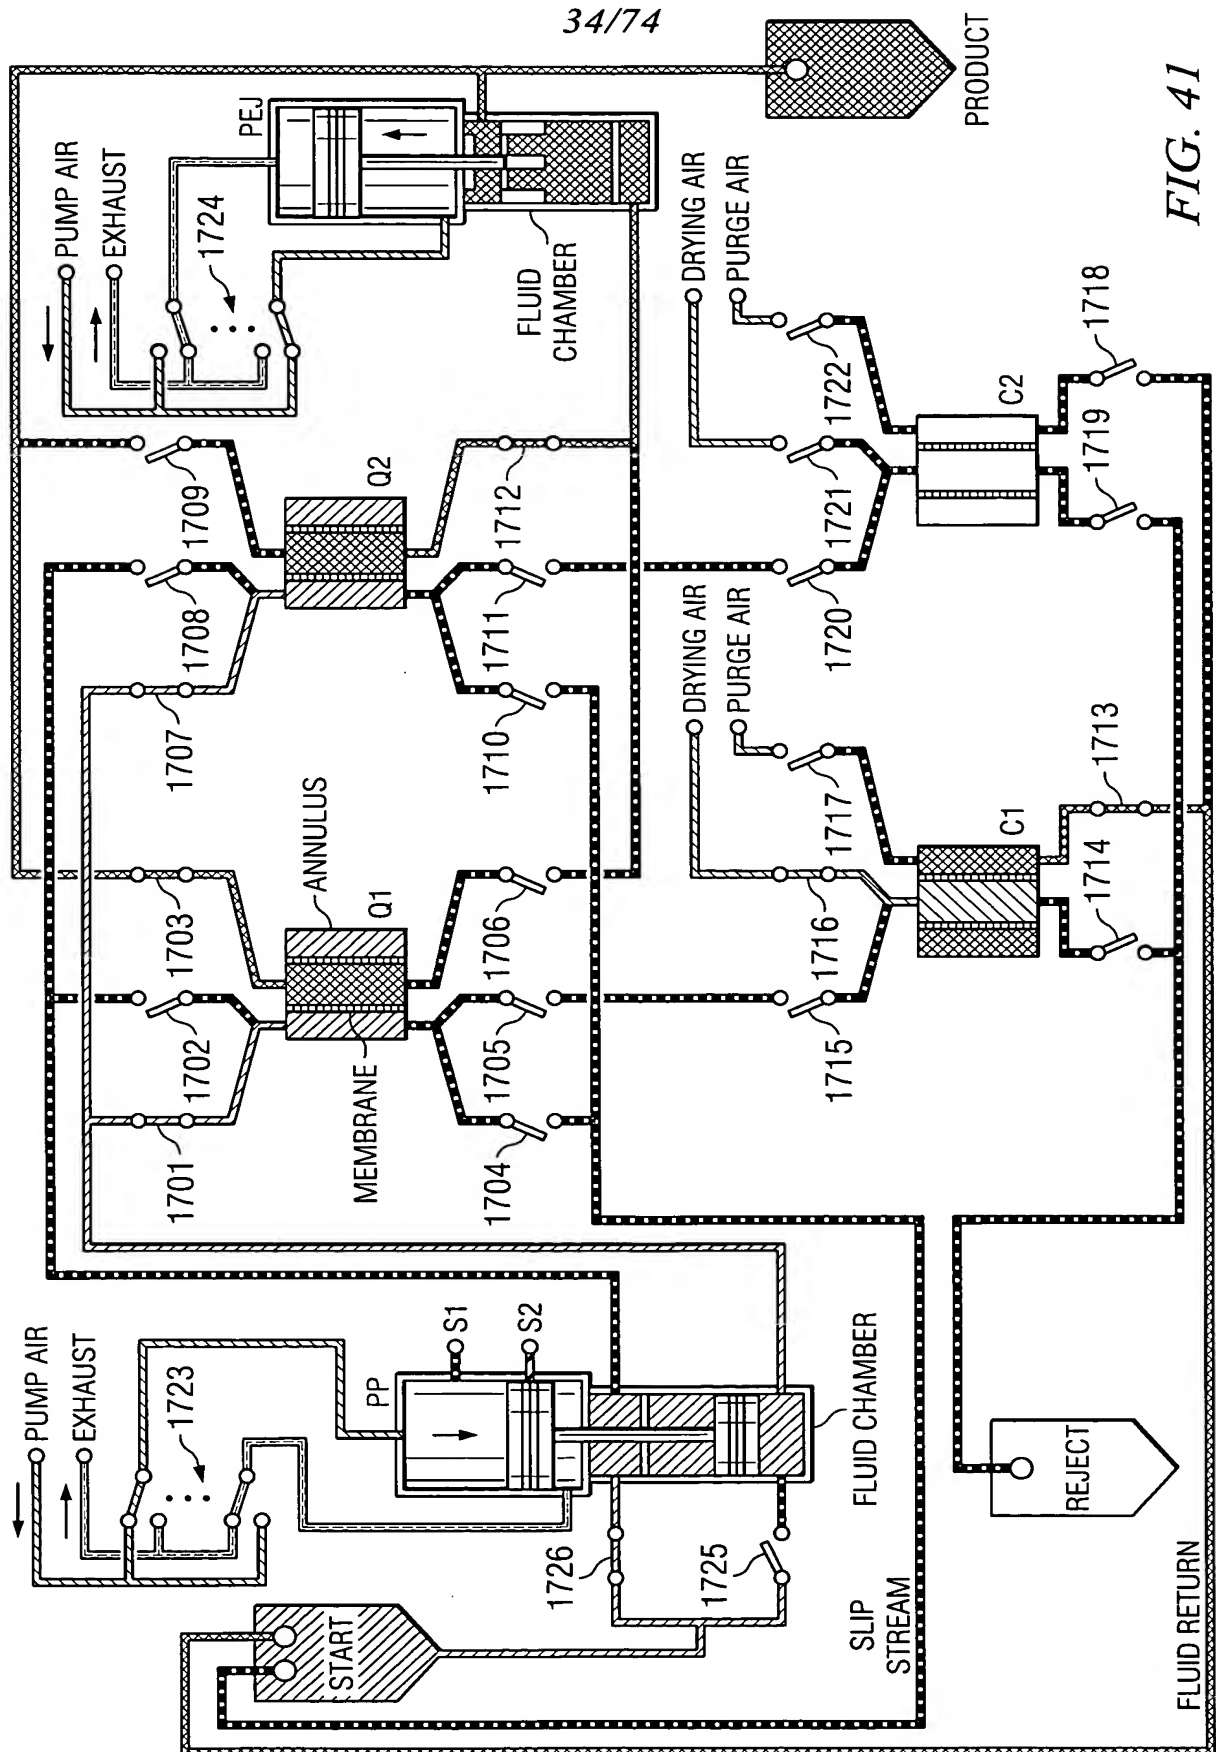 34/74
FIG. 41
PUMP AIR
EXHAUST
1723
PP
S1
S2
START
1726
1725
FLUID CHAMBER
SLIP
STREAM
REJECT
FLUID RETURN
1701
1702
1703
MEMBRANE
ANNULUS
Q1
1704
1705
1706
1707
1708
1709
Q2
1710
1711
1712
PUMP AIR
EXHAUST
1724
PEJ
FLUID
CHAMBER
PRODUCT
DRYING AIR
PURGE AIR
1715
1716
1717
C1
1714
1713
DRYING AIR
PURGE AIR
1720
1721
1722
C2
1719
1718